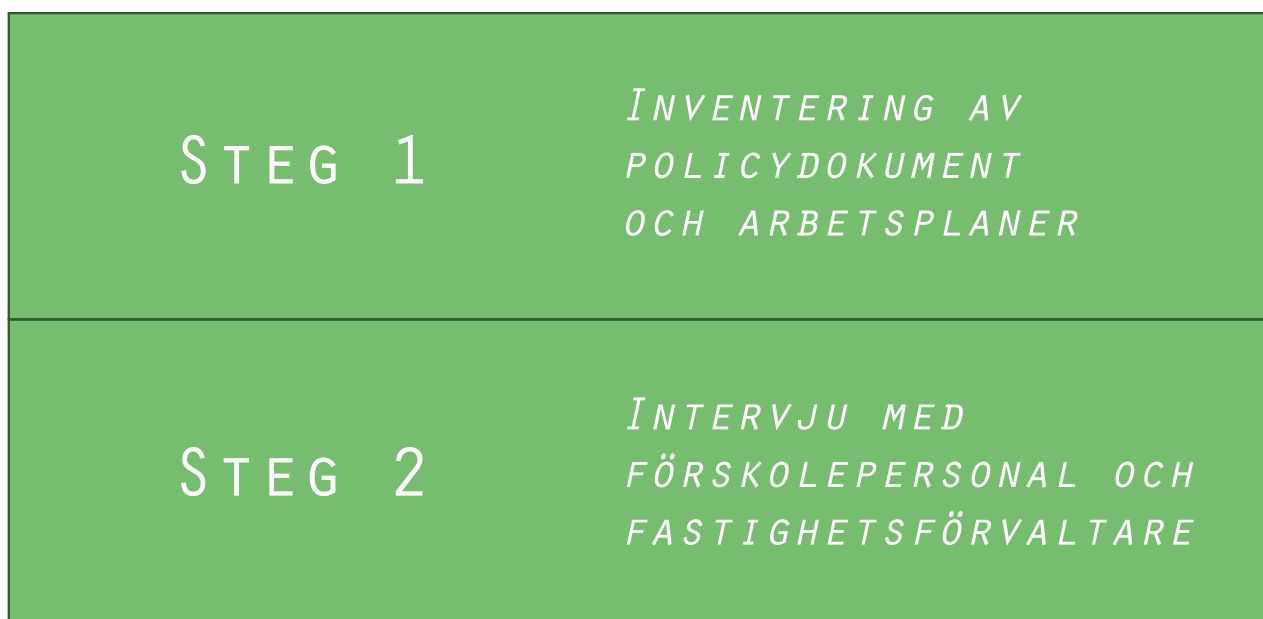 Steg 1
Inventering av
policydokument
och arbetsplaner
Steg 2
Intervju med
förskolepersonal och
fastighetsförvaltare